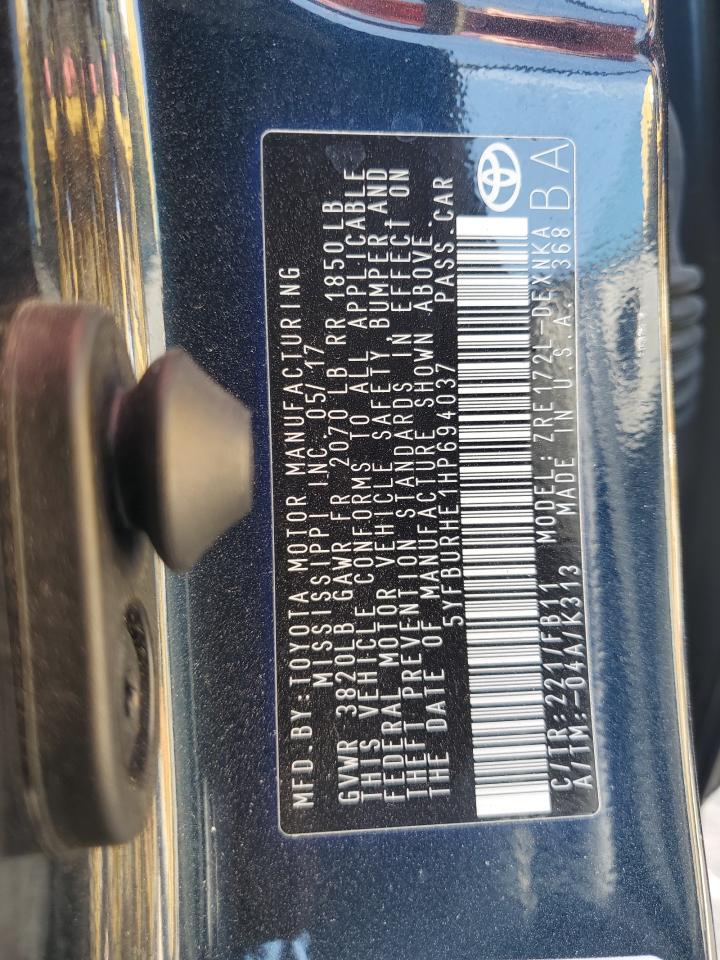 MFD.BY:TOYOTA MOTOR MANUFACTURING
MISSISSIPPI INC. 05/17
GVWR 3820LB GAWR FR 2070 LB RR 1850 LB
THIS VEHICLE CONFORMS TO ALL APPLICABLE
FEDERAL MOTOR VEHICLE SAFETY, BUMPER AND
THEFT PREVENTION STANDARDS IN EFFECT ON
THE DATE OF MANUFACTURE SHOWN ABOVE.
5YFBURHE1HP694037 PASS.CAR
C/TR:221/FB11 MODEL: ZRE172L-DEXNKA
A/TM:-04A/K313 MADE IN U.S.A. 368 BA